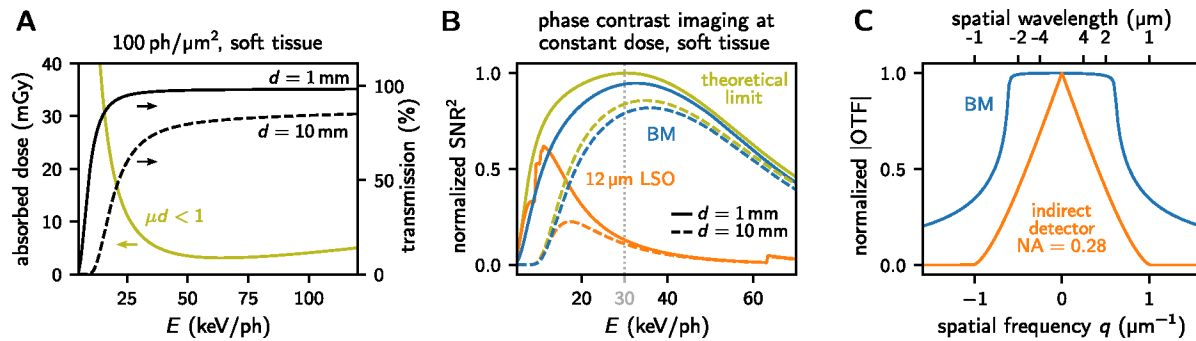 A
100 ph/μm², soft tissue
absorbed dose (mGy)
40
35
30
25
20
15
10
5
0
d = 1 mm
d = 10 mm
μd < 1
100
50
0
transmission (%)
25
50
75
100
E (keV/ph)
B
phase contrast imaging at
constant dose, soft tissue
normalized SNR²
1.0
0.5
0.0
theoretical
limit
BM
12 μm LSO
d = 1 mm
d = 10 mm
20
30
40
60
E (keV/ph)
C
spatial wavelength (μm)
-1
-2
-4
4
2
1
normalized |OTF|
1.0
0.5
0.0
BM
indirect
detector
NA = 0.28
−1
0
1
spatial frequency q (μm⁻¹)